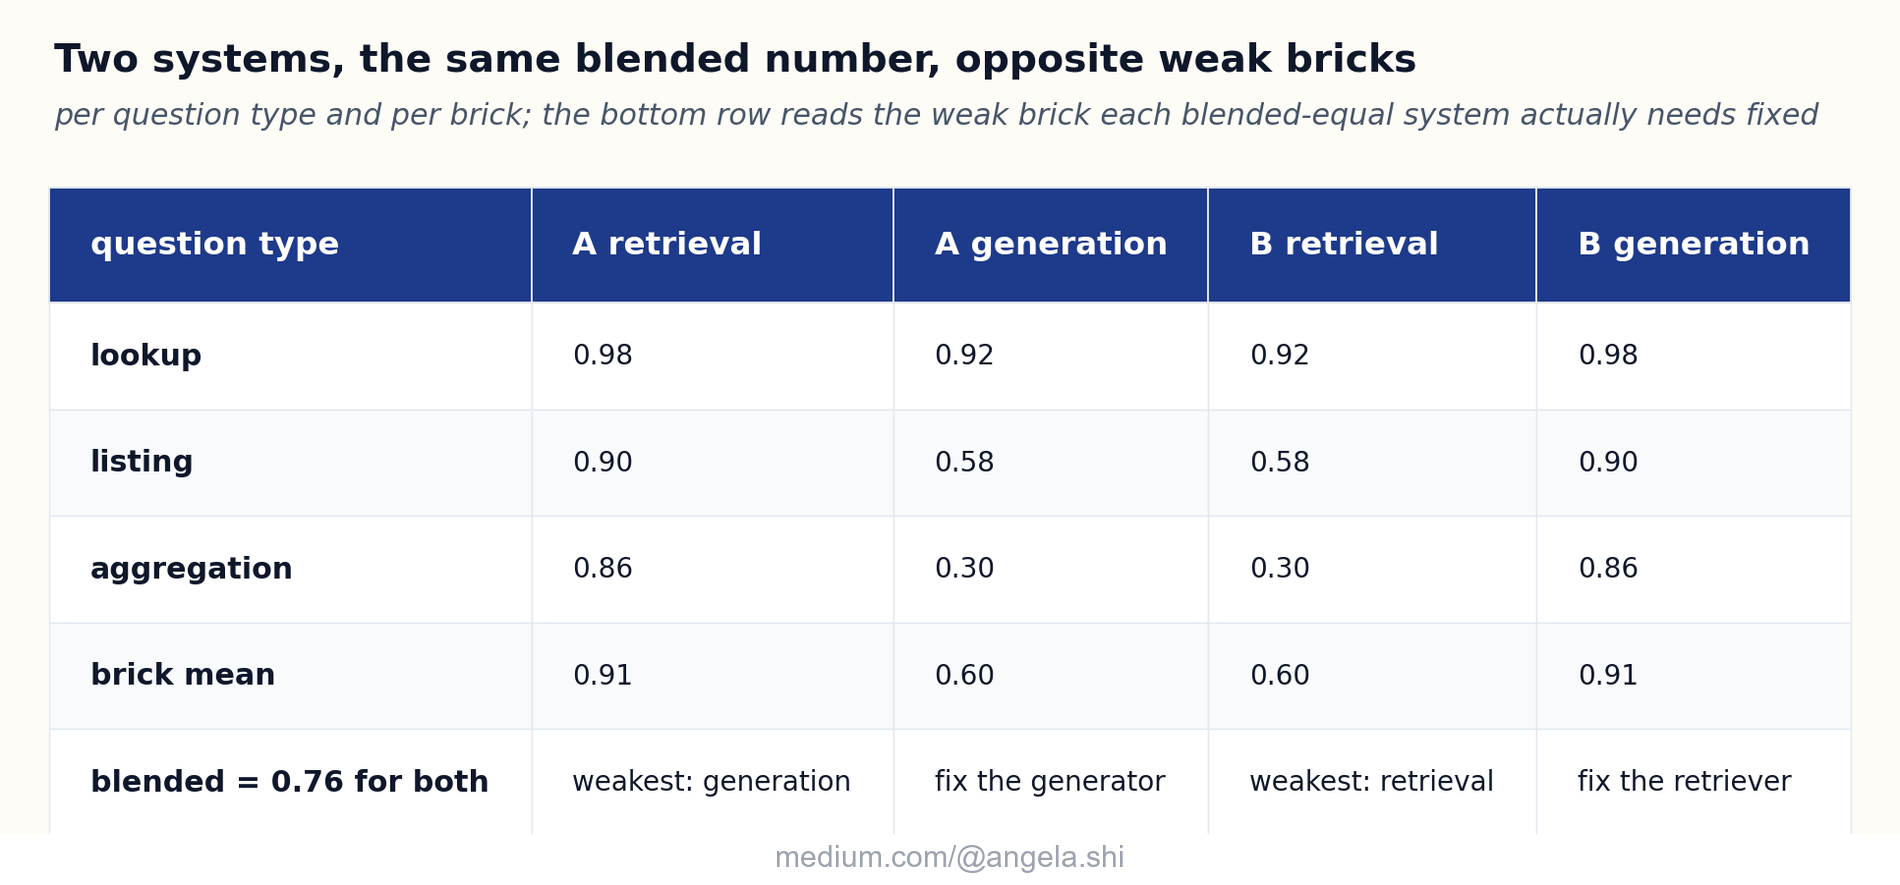 Two systems, the same blended number, opposite weak bricks
per question type and per brick; the bottom row reads the weak brick each blended-equal system actually needs fixed
question type A retrieval A generation B retrieval B generation
lookup 0.98 0.92 0.92 0.98
listing 0.90 0.58 0.58 0.90
aggregation 0.86 0.30 0.30 0.86
brick mean 0.91 0.60 0.60 0.91
blended = 0.76 for both weakest: generation fix the generator weakest: retrieval fix the retriever
medium.com/@angela.shi